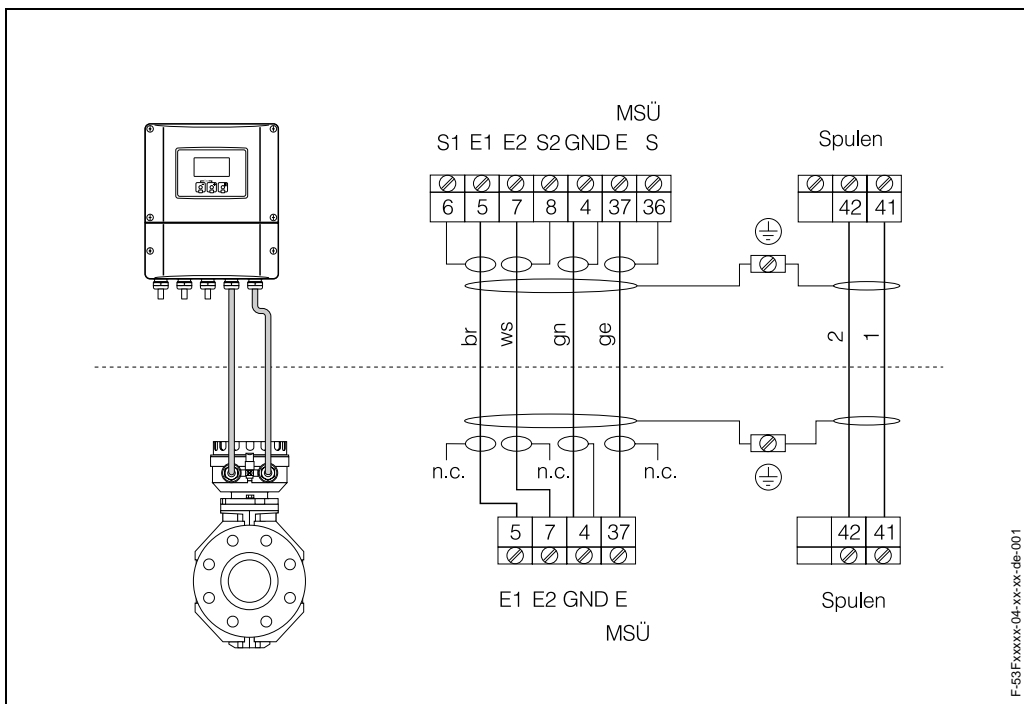 MSÜ
S1 E1 E2 S2 GND E S
Spulen
6 5 7 8 4 37 36
42 41
br
ws
gn
ge
2
1
n.c.
n.c.
n.c.
5 7 4 37
42 41
E1 E2 GND E
Spulen
MSÜ
F-53Fxxxxx-04-xx-xx-de-001